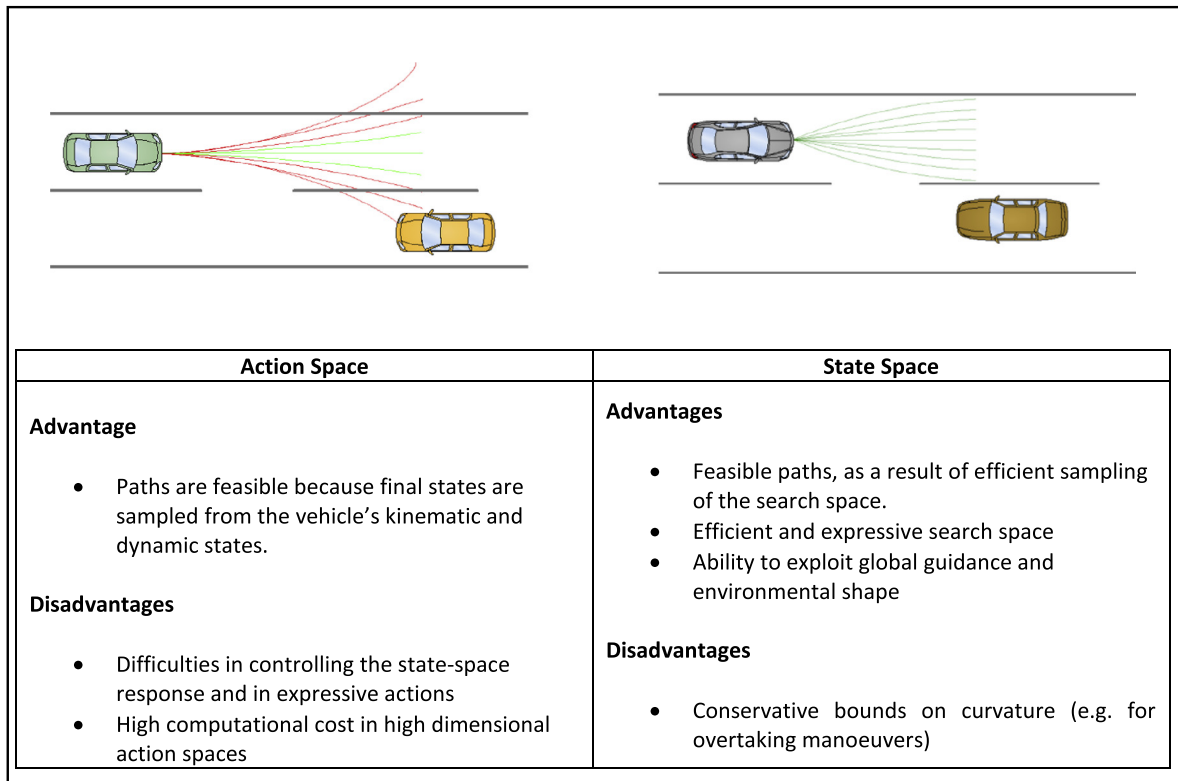 Action Space
State Space
Advantage
• Paths are feasible because final states are
sampled from the vehicle’s kinematic and
dynamic states.
Disadvantages
• Difficulties in controlling the state-space
response and in expressive actions
• High computational cost in high dimensional
action spaces
Advantages
• Feasible paths, as a result of efficient sampling
of the search space.
• Efficient and expressive search space
• Ability to exploit global guidance and
environmental shape
Disadvantages
• Conservative bounds on curvature (e.g. for
overtaking manoeuvers)